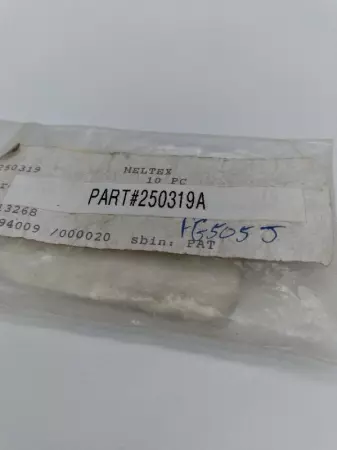 250319 NELTEX
10 PC
PART#250319A
13268
FG505J
94009 /000020 sbin: PAT